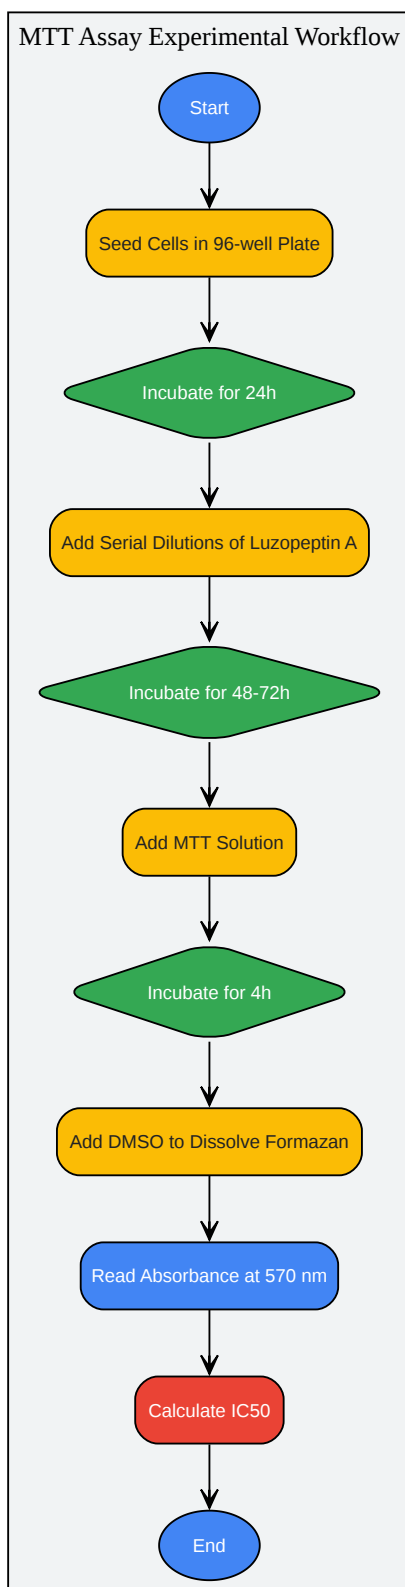 MTT Assay Experimental Workflow
Start
Seed Cells in 96-well Plate
Incubate for 24h
Add Serial Dilutions of Luzopeptin A
Incubate for 48-72h
Add MTT Solution
Incubate for 4h
Add DMSO to Dissolve Formazan
Read Absorbance at 570 nm
Calculate IC50
End